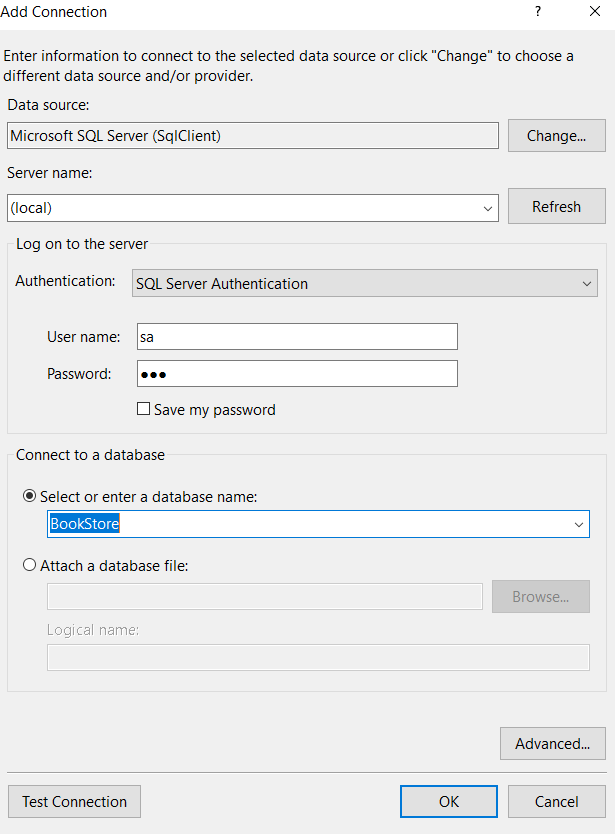 Add Connection ?
Enter information to connect to the selected data source or click "Change" to choose a
different data source and/or provider.
Data source:
Microsoft SQL Server (SqlClient) Change...
Server name:
(local) Refresh
Log on to the server
Authentication: SQL Server Authentication
User name: sa
Password: ●●●
Save my password
Connect to a database
Select or enter a database name:
BookStore
Attach a database file:
Browse...
Logical name:
Advanced...
Test Connection OK Cancel